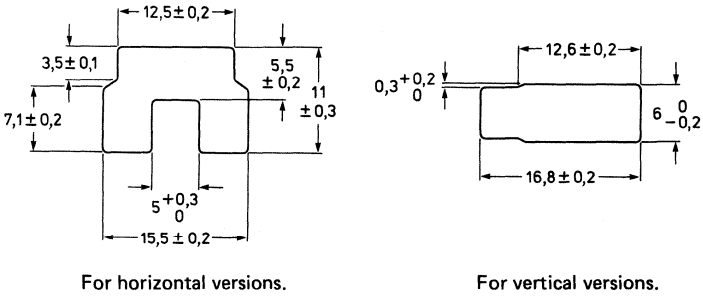 12,5 ± 0,2
3,5 ± 0,1
5,5
± 0,2
11
± 0,3
7,1 ± 0,2
5 +0,3
0
15,5 ± 0,2
For horizontal versions.
12,6 ± 0,2
0,3 +0,2
0
6 0
−0,2
16,8 ± 0,2
For vertical versions.